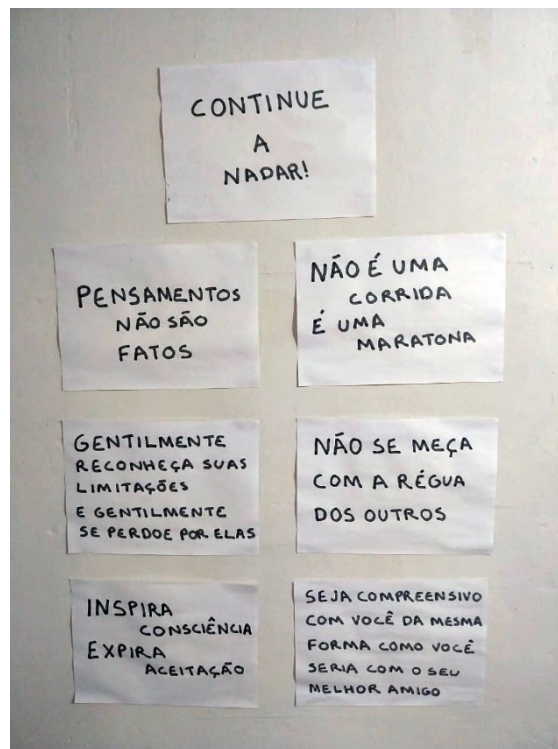 CONTINUE
A
NADAR!
PENSAMENTOS
NÃO SÃO
FATOS
NÃO É UMA
CORRIDA
É UMA
MARATONA
GENTILMENTE
RECONHEÇA SUAS
LIMITAÇÕES
E GENTILMENTE
SE PERDOE POR ELAS
NÃO SE MEÇA
COM A RÉGUA
DOS OUTROS
INSPIRA
CONSCIÊNCIA
EXPIRA
ACEITAÇÃO
SEJA COMPREENSIVO
COM VOCÊ DA MESMA
FORMA COMO VOCÊ
SERIA COM O SEU
MELHOR AMIGO